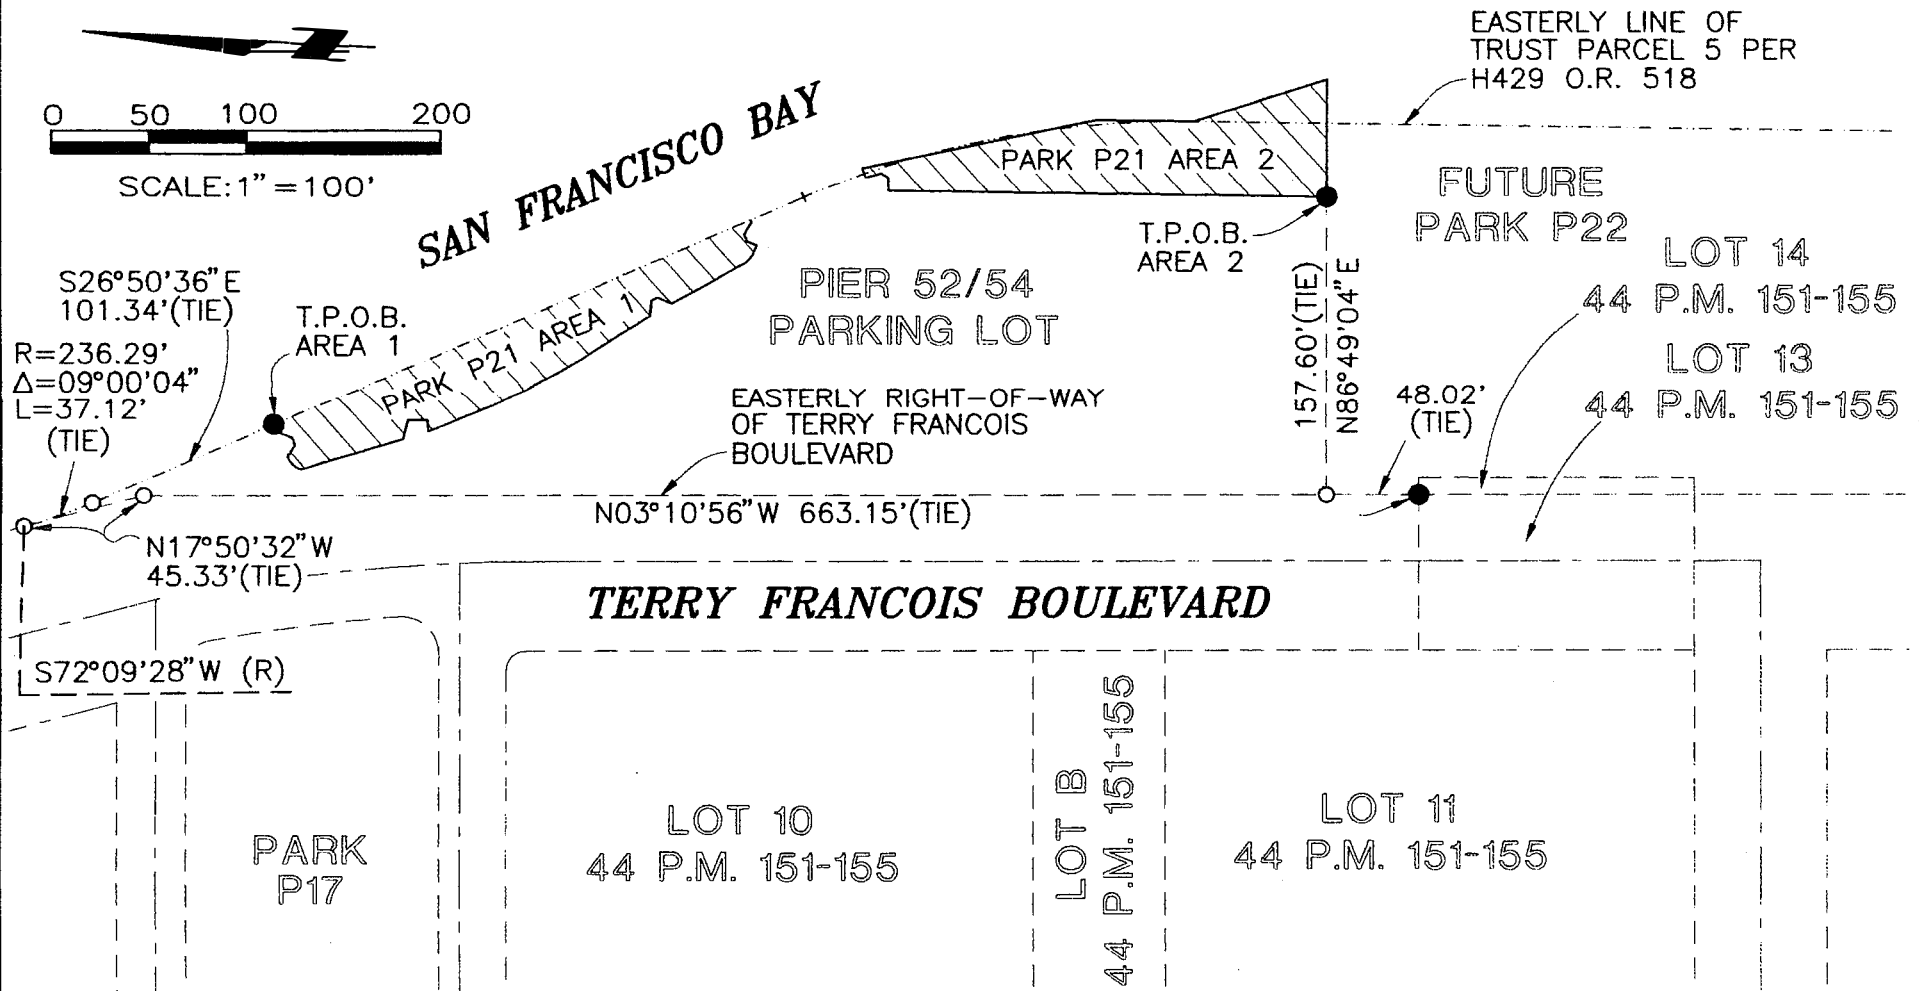 EASTERLY LINE OF
TRUST PARCEL 5 PER
H429 O.R. 518
0 50 100 200
SCALE: 1" = 100'
SAN FRANCISCO BAY
PARK P21 AREA 2
FUTURE
PARK P22
T.P.O.B.
AREA 2
LOT 14
44 P.M. 151-155
S26°50'36"E
101.34'(TIE)
T.P.O.B.
AREA 1
PIER 52/54
PARKING LOT
157.60'(TIE)
N86°49'04"E
R=236.29'
Δ=09°00'04"
L=37.12'
(TIE)
PARK P21 AREA 1
LOT 13
44 P.M. 151-155
EASTERLY RIGHT-OF-WAY
OF TERRY FRANCOIS
BOULEVARD
48.02'
(TIE)
N03°10'56"W 663.15'(TIE)
N17°50'32"W
45.33'(TIE)
TERRY FRANCOIS BOULEVARD
S72°09'28"W (R)
LOT B
44 P.M. 151-155
PARK
P17
LOT 10
44 P.M. 151-155
LOT 11
44 P.M. 151-155